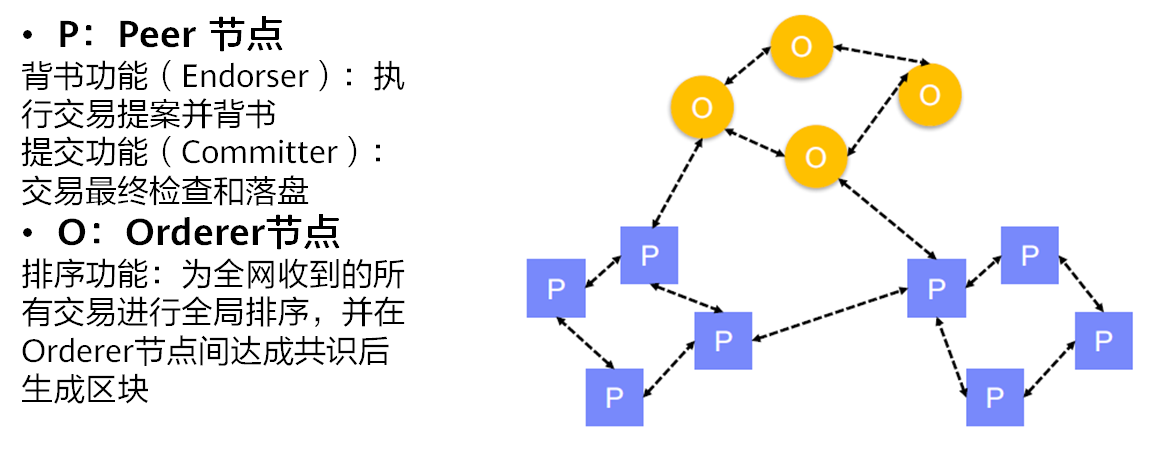 • P：Peer 节点
背书功能（Endorser）：执
行交易提案并背书
提交功能（Committer）：
交易最终检查和落盘
• O：Orderer节点
排序功能：为全网收到的所
有交易进行全局排序，并在
Orderer节点间达成共识后
生成区块
O
O
O
O
P
P
P
P
P
P
P
P